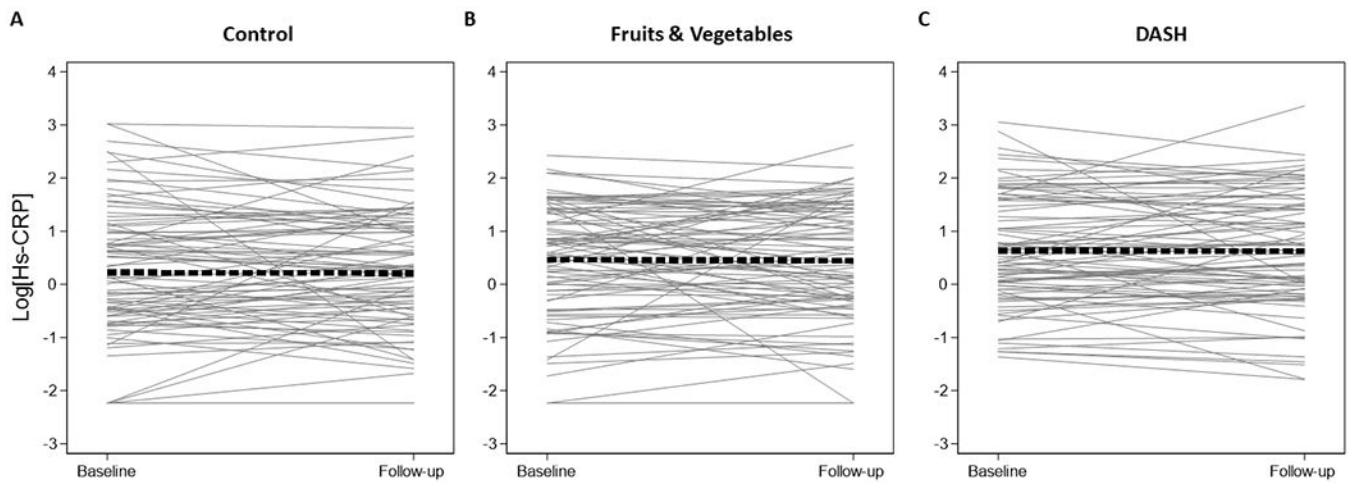 A
Control
B
Fruits & Vegetables
C
DASH
Log[Hs-CRP]
4
3
2
1
0
-1
-2
-3
Baseline
Follow-up
4
3
2
1
0
-1
-2
-3
Baseline
Follow-up
4
3
2
1
0
-1
-2
-3
Baseline
Follow-up